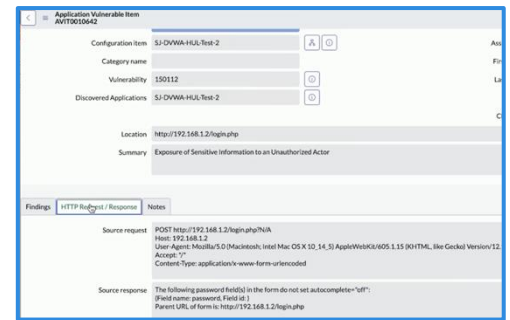 Application Vulnerable Item
AVIT0010642
Configuration item SJ-DVWA-HUL-Test-2
Ass
Category name
Fir
Vulnerability 150112
La
Discovered Applications SJ-DVWA-HUL-Test-2
C
Location http://192.168.1.2/login.php
Summary Exposure of Sensitive Information to an Unauthorized Actor
Findings HTTP Request / Response Notes
Source request POST http://192.168.1.2/login.php?N/A
Host: 192.168.1.2
User-Agent: Mozilla/5.0 (Macintosh; Intel Mac OS X 10_14_5) AppleWebKit/605.1.15 (KHTML, like Gecko) Version/12.
Accept: "/"
Content-Type: application/x-www-form-urlencoded
Source response The following password field(s) in the form do not set autocomplete="off":
(Field name: password, Field id: )
Parent URL of form is: http://192.168.1.2/login.php